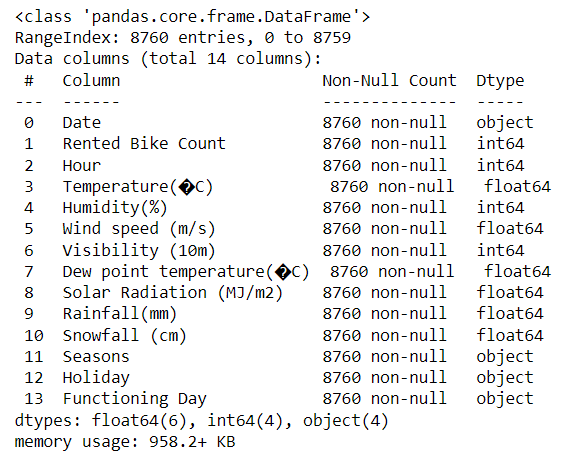 <class 'pandas.core.frame.DataFrame'>
RangeIndex: 8760 entries, 0 to 8759
Data columns (total 14 columns):
 #   Column                     Non-Null Count  Dtype
---  ------                     --------------  -----
 0   Date                       8760 non-null   object
 1   Rented Bike Count          8760 non-null   int64
 2   Hour                       8760 non-null   int64
 3   Temperature(�C)            8760 non-null   float64
 4   Humidity(%)                8760 non-null   int64
 5   Wind speed (m/s)           8760 non-null   float64
 6   Visibility (10m)           8760 non-null   int64
 7   Dew point temperature(�C)  8760 non-null   float64
 8   Solar Radiation (MJ/m2)    8760 non-null   float64
 9   Rainfall(mm)               8760 non-null   float64
 10  Snowfall (cm)              8760 non-null   float64
 11  Seasons                    8760 non-null   object
 12  Holiday                    8760 non-null   object
 13  Functioning Day            8760 non-null   object
dtypes: float64(6), int64(4), object(4)
memory usage: 958.2+ KB